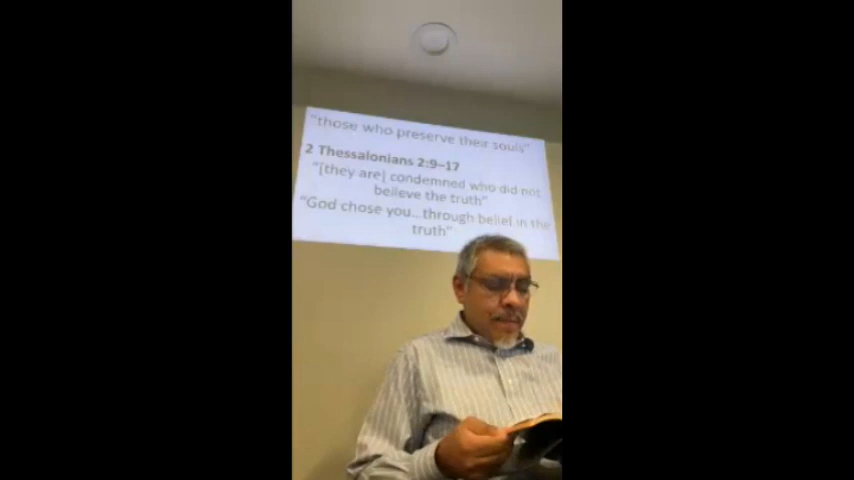 "those who preserve their souls"
2 Thessalonians 2:9–17
"[they are] condemned who did not
believe the truth"
"God chose you...through belief in the
truth"